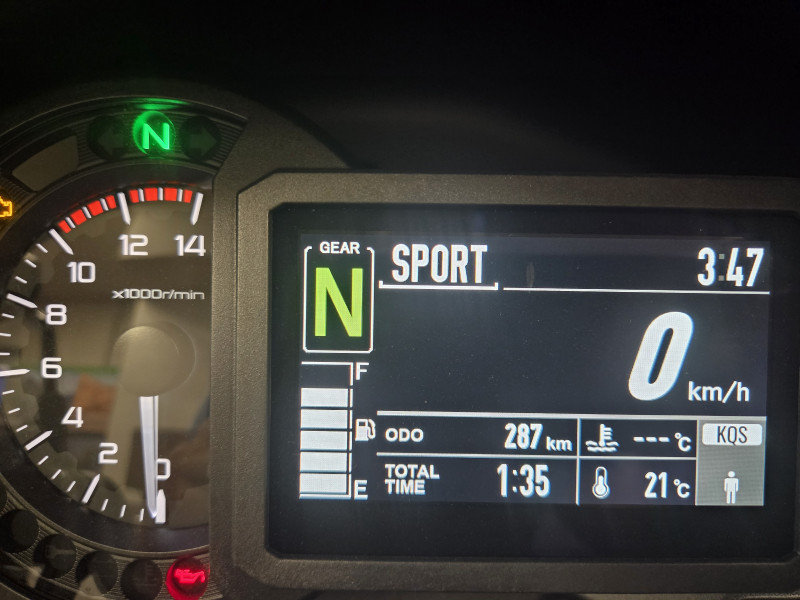 N
14
12
10
x1000r/min
8
6
4
2
0
GEAR
N
SPORT
3:47
0 km/h
F
E
ODO 287 km
--- °C
KQS
TOTAL TIME 1:35
21 °C